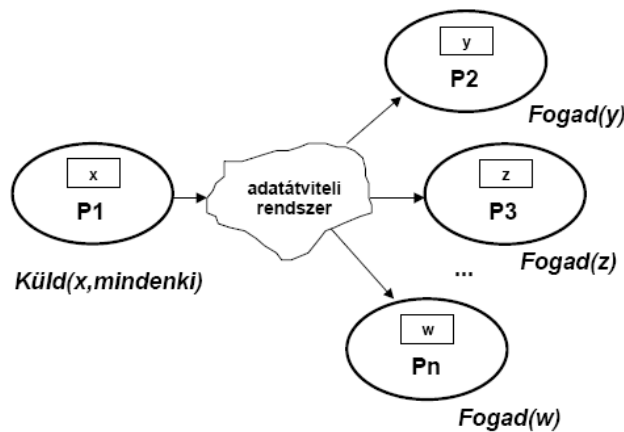 y
P2
Fogad(y)
x
P1
Küld(x,mindenki)
adatátviteli
rendszer
z
P3
Fogad(z)
...
w
Pn
Fogad(w)